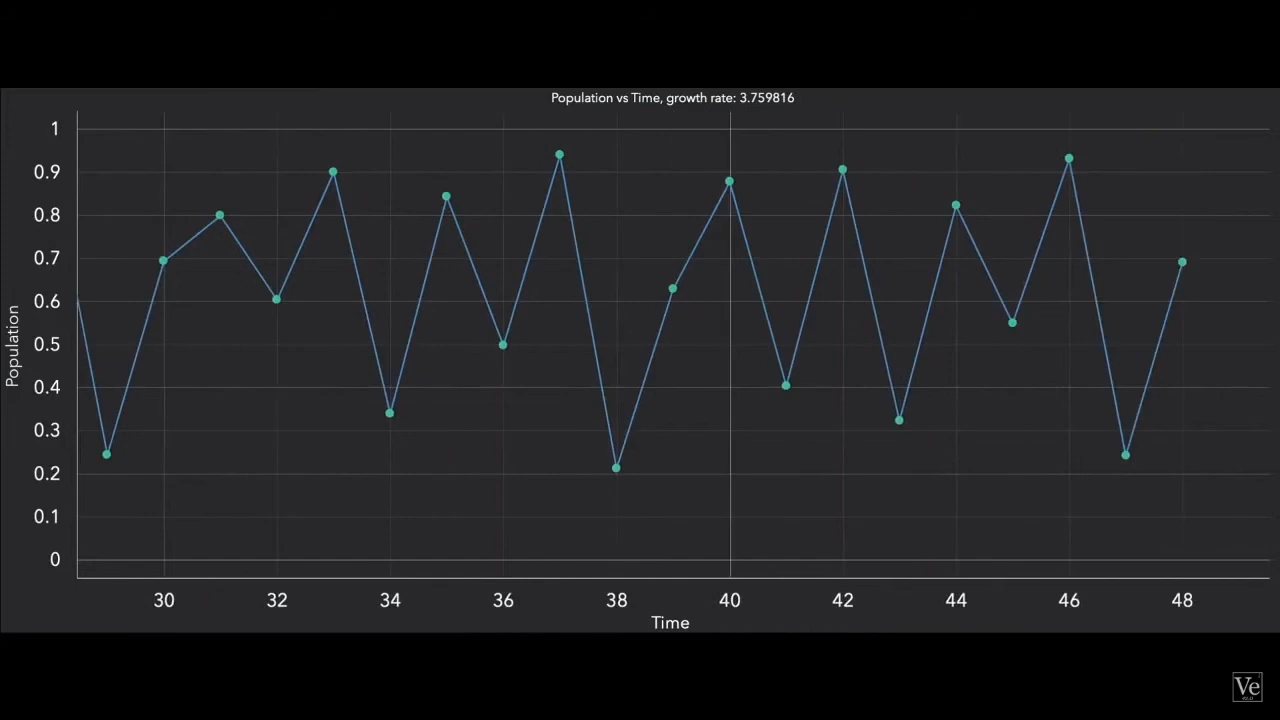 Population vs Time, growth rate: 3.759816
1
0.9
0.8
0.7
0.6
0.5
0.4
0.3
0.2
0.1
0
Population
30 32 34 36 38 40 42 44 46 48
Time
Ve